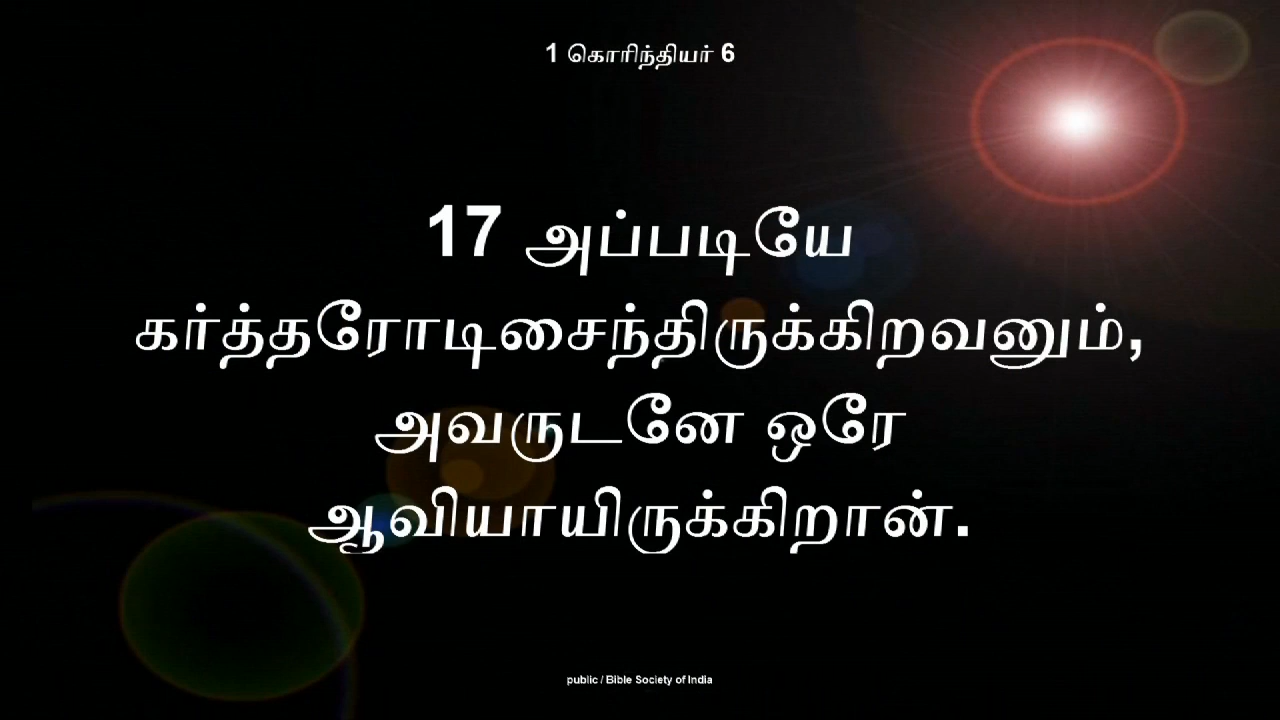 1 கொரிந்தியர் 6
17 அப்படியே
கர்த்தரோடிசைந்திருக்கிறவனும்,
அவருடனே ஒரே
ஆவியாயிருக்கிறான்.
public / Bible Society of India